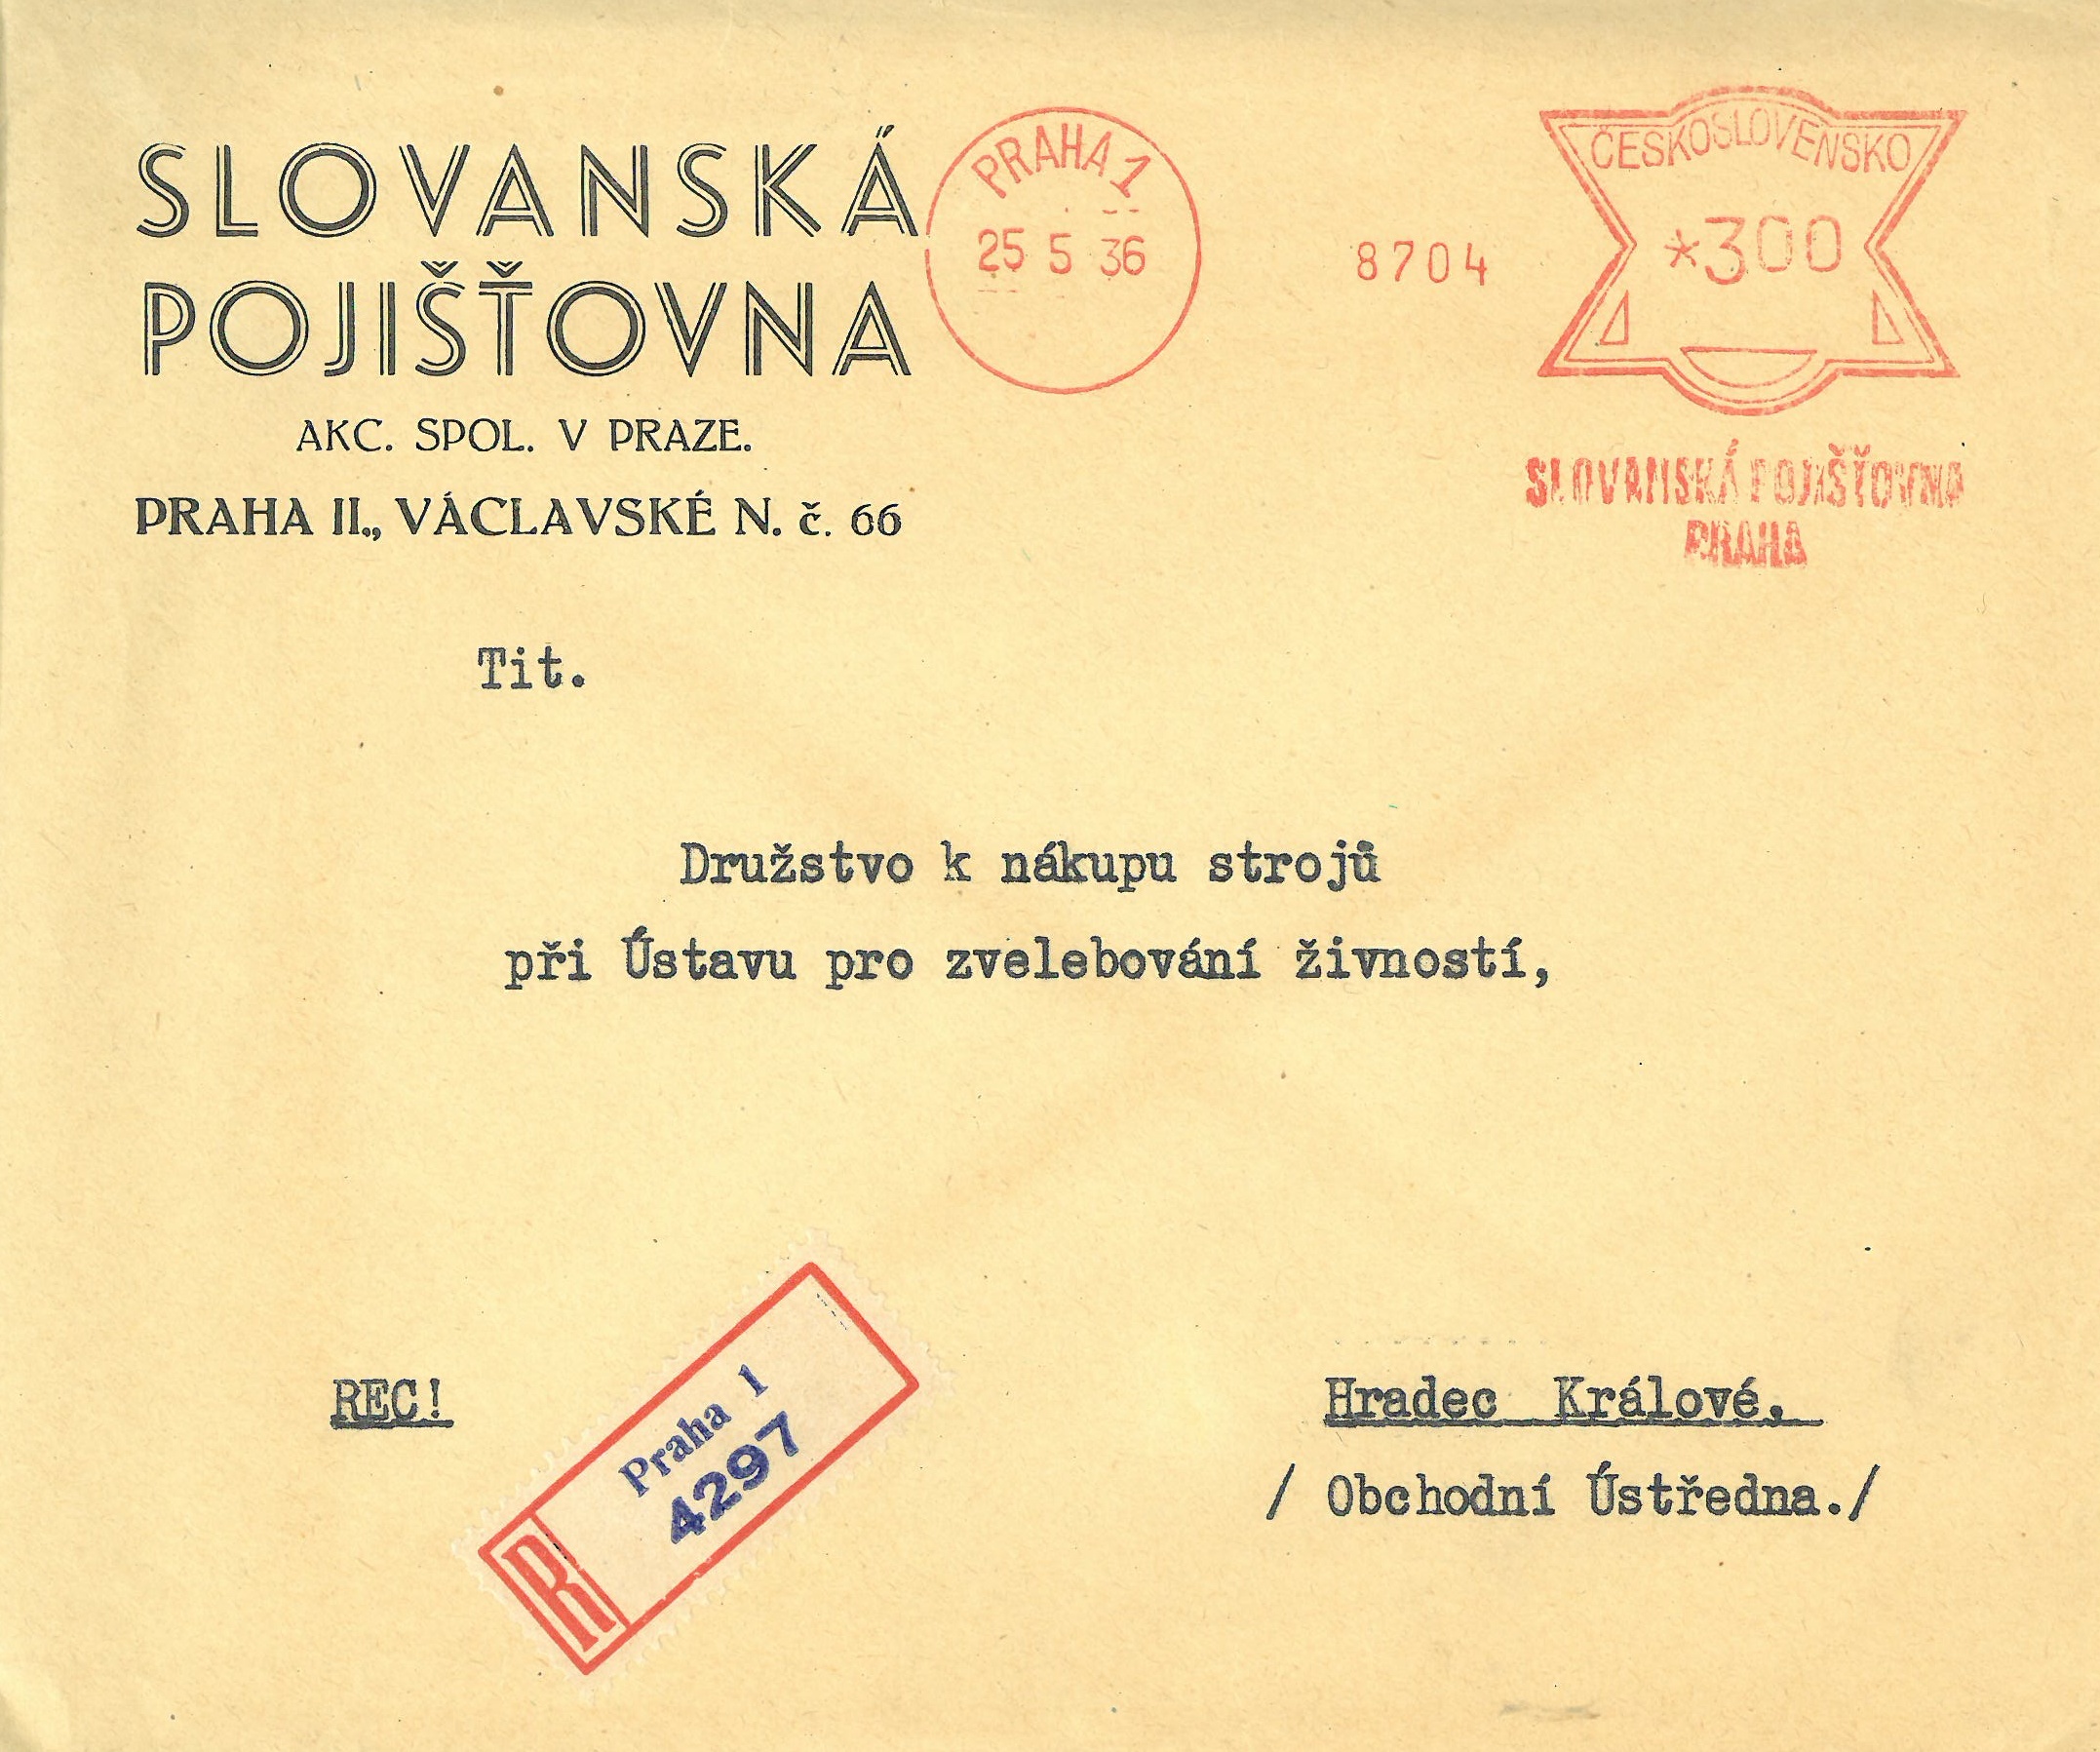 SLOVANSKÁ
POJIŠŤOVNA
AKC. SPOL. V PRAZE.
PRAHA II., VÁCLAVSKÉ N. č. 66
PRAHA 1
25 5 36
8704
ČESKOSLOVENSKO
*300
SLOVANSKÁ POJIŠŤOVNA
PRAHA
Tit.
Družstvo k nákupu strojů
při Ústavu pro zvelebování živností,
REC!
R
Praha 1
4297
Hradec Králové,
/ Obchodní Ústředna./